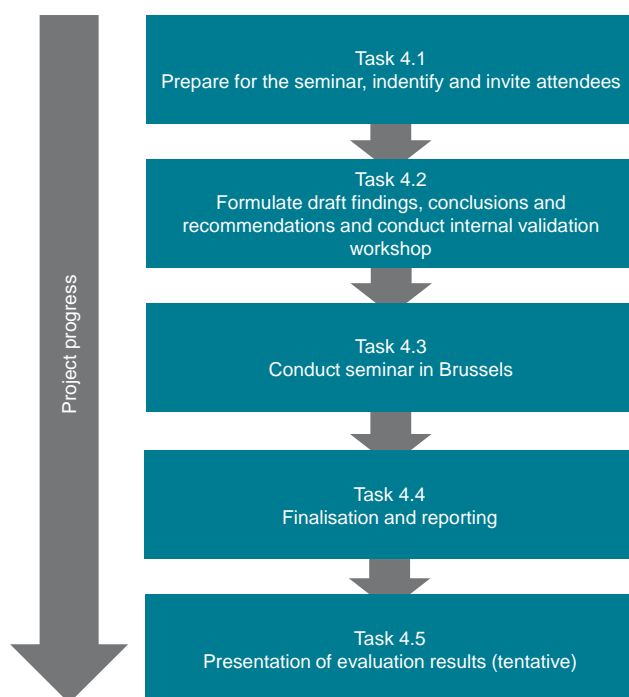 Task 4.1
Prepare for the seminar, indentify and invite attendees
Task 4.2
Formulate draft findings, conclusions and
recommendations and conduct internal validation
workshop
Project progress
Task 4.3
Conduct seminar in Brussels
Task 4.4
Finalisation and reporting
Task 4.5
Presentation of evaluation results (tentative)